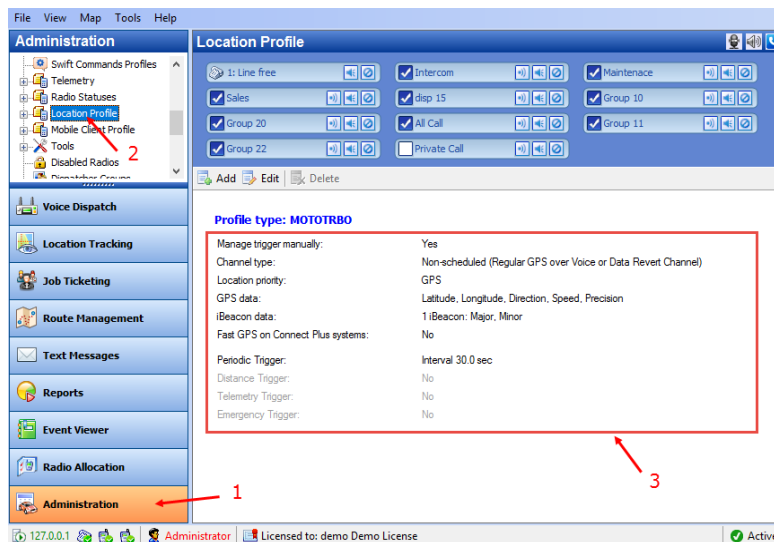 File View Map Tools Help
Administration
Location Profile
Swift Commands Profiles
Telemetry
Radio Statuses
Location Profile
Mobile Client Profile
Tools
Disabled Radios
Dispatcher Groups
2
1: Line free
Intercom
Maintenace
Sales
disp 15
Group 10
Group 20
All Call
Group 11
Group 22
Private Call
Add Edit Delete
Voice Dispatch
Location Tracking
Job Ticketing
Route Management
Text Messages
Reports
Event Viewer
Radio Allocation
Administration
1
Profile type: MOTOTRBO
Manage trigger manually: Yes
Channel type: Non-scheduled (Regular GPS over Voice or Data Revert Channel)
Location priority: GPS
GPS data: Latitude, Longitude, Direction, Speed, Precision
iBeacon data: 1 iBeacon: Major, Minor
Fast GPS on Connect Plus systems: No
Periodic Trigger: Interval 30.0 sec
Distance Trigger: No
Telemetry Trigger: No
Emergency Trigger: No
3
127.0.0.1 Administrator Licensed to: demo Demo License Active